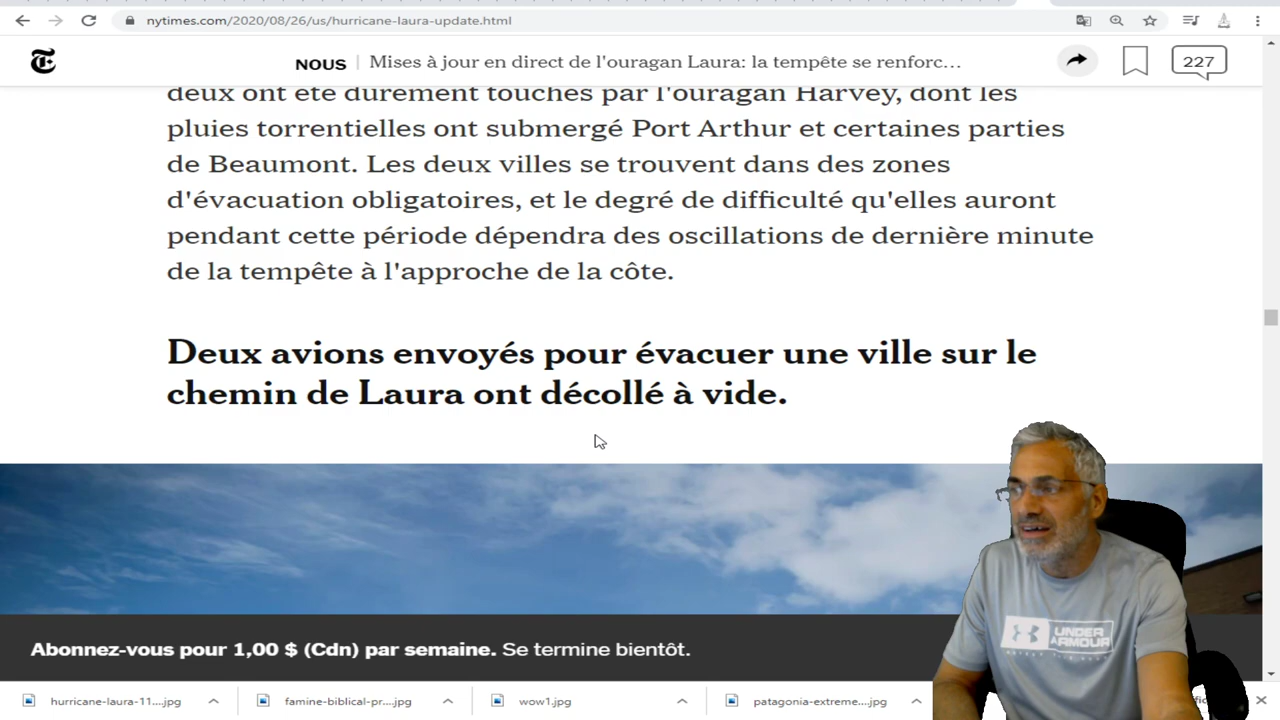 nytimes.com/2020/08/26/us/hurricane-laura-update.html
NOUS | Mises à jour en direct de l'ouragan Laura: la tempête se renforc…
227
deux ont été durement touchés par l'ouragan Harvey, dont les
pluies torrentielles ont submergé Port Arthur et certaines parties
de Beaumont. Les deux villes se trouvent dans des zones
d'évacuation obligatoires, et le degré de difficulté qu'elles auront
pendant cette période dépendra des oscillations de dernière minute
de la tempête à l'approche de la côte.
Deux avions envoyés pour évacuer une ville sur le
chemin de Laura ont décollé à vide.
UNDER
ARMOUR
Abonnez-vous pour 1,00 $ (Cdn) par semaine. Se termine bientôt.
hurricane-laura-11....jpg
famine-biblical-pr....jpg
wow1.jpg
patagonia-extreme....jpg